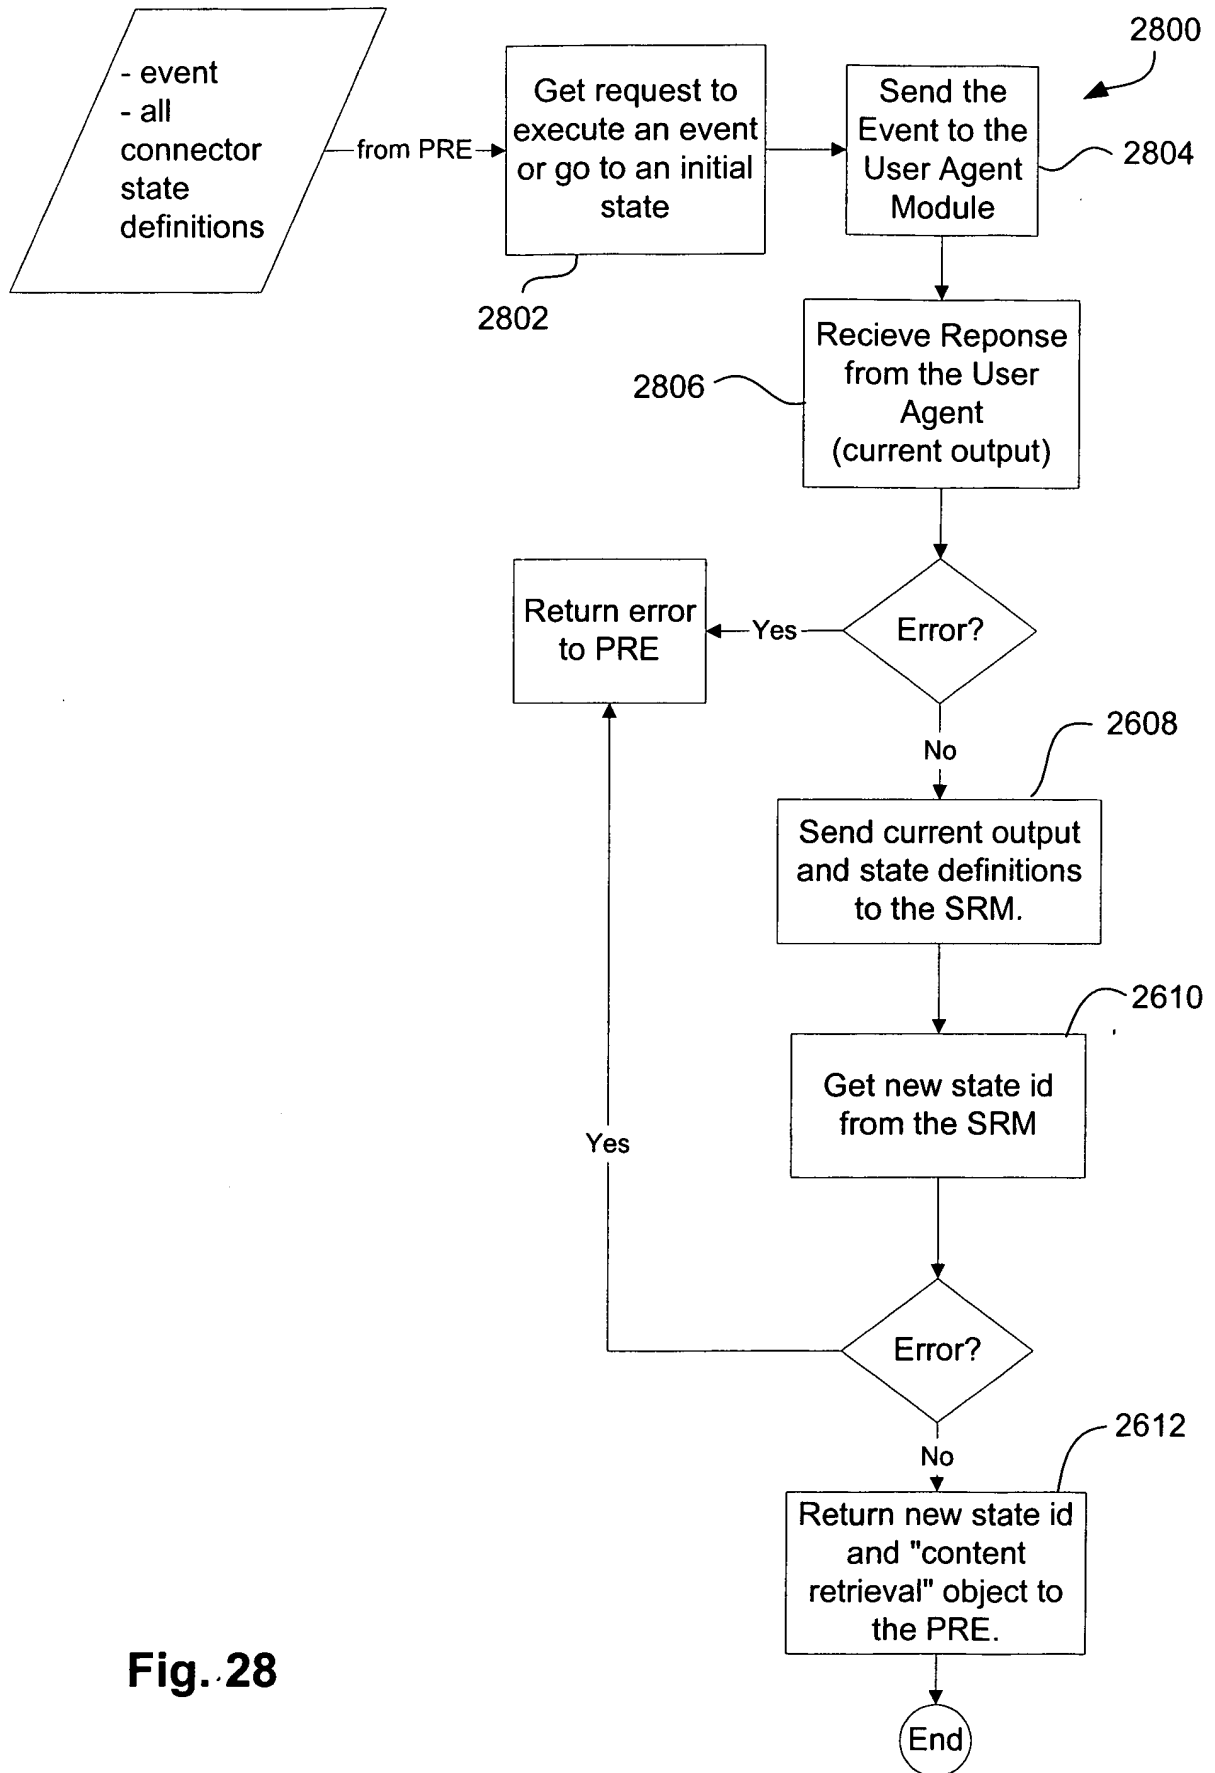 2800
- event
- all
connector
state
definitions
from PRE
Get request to
execute an event
or go to an initial
state
2802
Send the
Event to the
User Agent
Module
2804
Recieve Reponse
from the User
Agent
(current output)
2806
Error?
Yes
Return error
to PRE
No
2608
Send current output
and state definitions
to the SRM.
2610
Get new state id
from the SRM
Yes
Error?
No
2612
Return new state id
and "content
retrieval" object to
the PRE.
End
Fig. 28